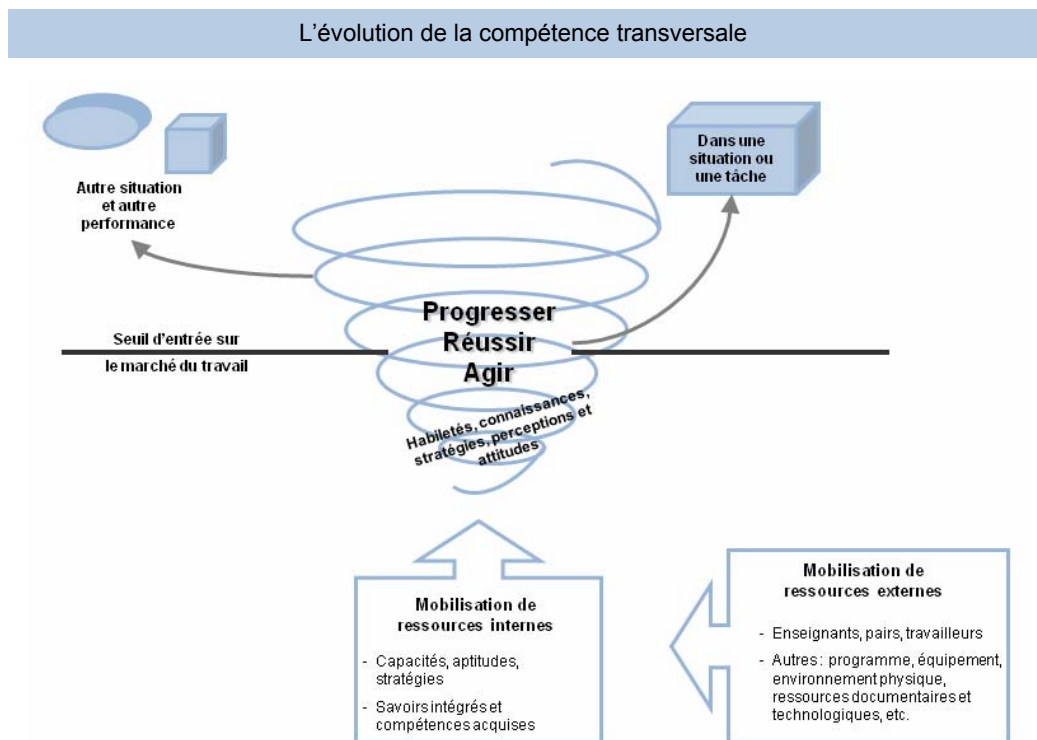 L’évolution de la compétence transversale
Autre situation
et autre
performance
Dans une
situation ou
une tâche
Progresser
Réussir
Agir
Seuil d'entrée sur
le marché du travail
Habiletés, connaissances,
stratégies, perceptions et
attitudes
Mobilisation de
ressources internes
- Capacités, aptitudes,
stratégies
- Savoirs intégrés et
compétences acquises
Mobilisation de
ressources externes
- Enseignants, pairs, travailleurs
- Autres : programme, équipement,
environnement physique,
ressources documentaires et
technologiques, etc.